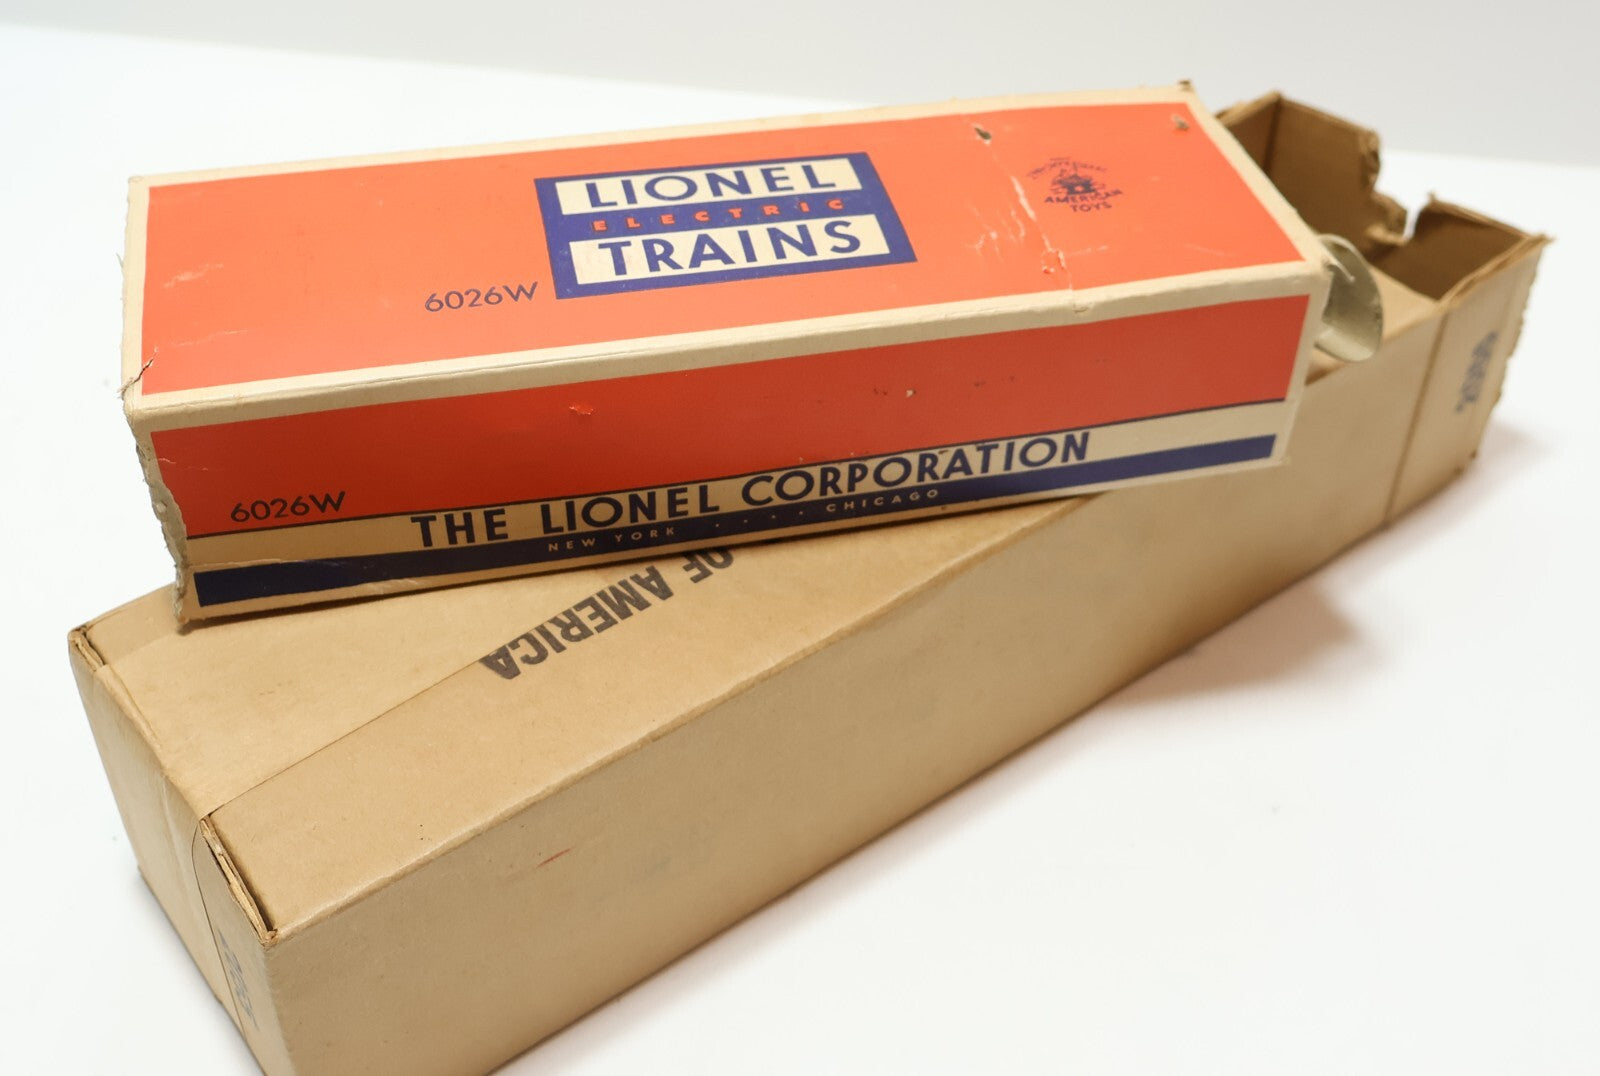 LIONEL
ELECTRIC
TRAINS
6026W
AMERICAN
TOYS
6026W
THE LIONEL CORPORATION
NEW YORK . . . . CHICAGO
OF AMERICA